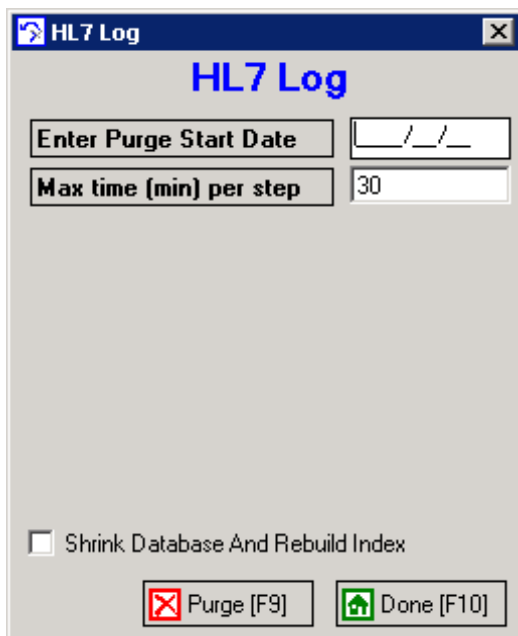 HL7 Log
HL7 Log
Enter Purge Start Date ____/__/__
Max time (min) per step 30
Shrink Database And Rebuild Index
Purge [F9] Done [F10]